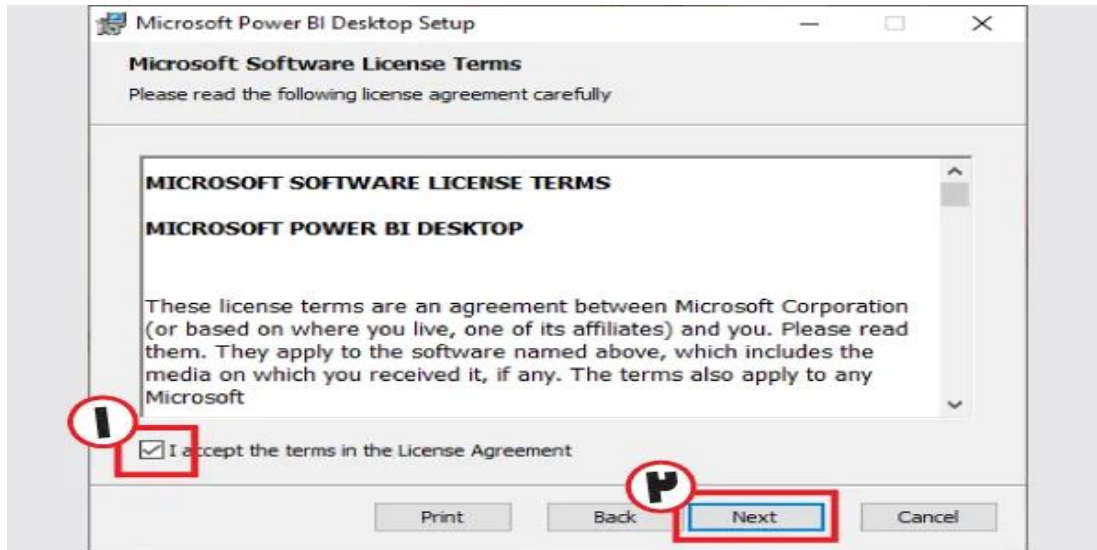 Microsoft Power BI Desktop Setup
Microsoft Software License Terms
Please read the following license agreement carefully
MICROSOFT SOFTWARE LICENSE TERMS
MICROSOFT POWER BI DESKTOP
These license terms are an agreement between Microsoft Corporation
(or based on where you live, one of its affiliates) and you. Please read
them. They apply to the software named above, which includes the
media on which you received it, if any. The terms also apply to any
Microsoft
۱
I accept the terms in the License Agreement
۲
Print Back Next Cancel